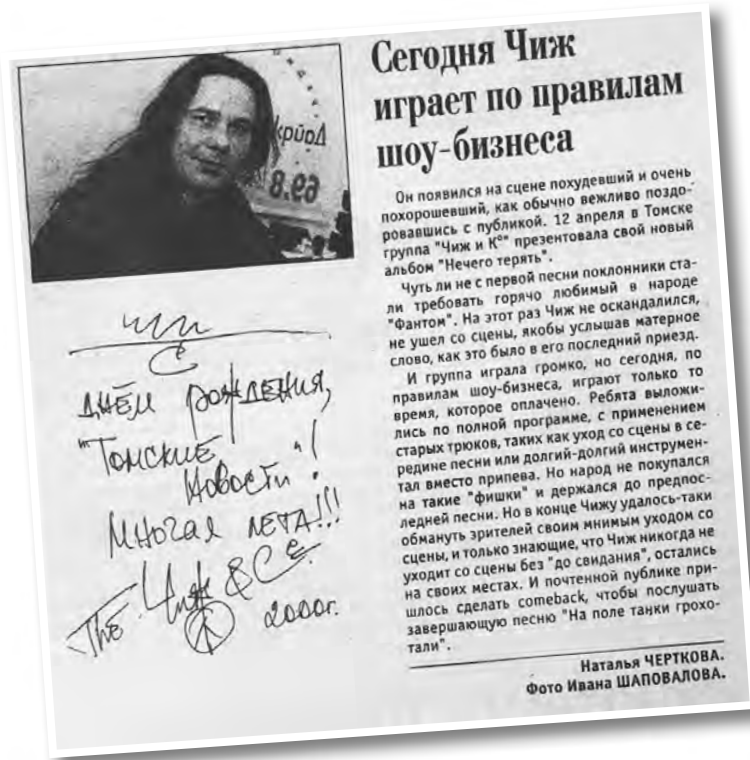 Сегодня Чиж
играет по правилам
шоу-бизнеса
Он появился на сцене похудевший и очень
похорошевший, как обычно вежливо поздо-
ровавшись с публикой. 12 апреля в Томске
группа "Чиж и К°" презентовала свой новый
альбом "Нечего терять".
Чуть ли не с первой песни поклонники ста-
ли требовать горячо любимый в народе
"Фантом". На этот раз Чиж не оскандалился,
не ушел со сцены, якобы услышав матерное
слово, как это было в его последний приезд.
И группа играла громко, но сегодня, по
правилам шоу-бизнеса, играют только то
время, которое оплачено. Ребята выложи-
лись по полной программе, с применением
старых трюков, таких как уход со сцены в се-
редине песни или долгий-долгий инструмен-
тал вместо припева. Но народ не покупался
на такие "фишки" и держался до предпос-
ледней песни. Но в конце Чижу удалось-таки
обмануть зрителей своим мнимым уходом со
сцены, и только знающие, что Чиж никогда не
уходит со сцены без "до свидания", остались
на своих местах. И почтенной публике при-
шлось сделать comeback, чтобы послушать
завершающую песню "На поле танки грохо-
тали".
Наталья ЧЕРТКОВА.
Фото Ивана ШАПОВАЛОВА.
С
ДНЁМ РОЖДЕНИЯ,
"ТОМСКИЕ
НОВОСТИ"!
МНОГАЯ ЛЕТА!!!
The Чиж & Cº
2000г.